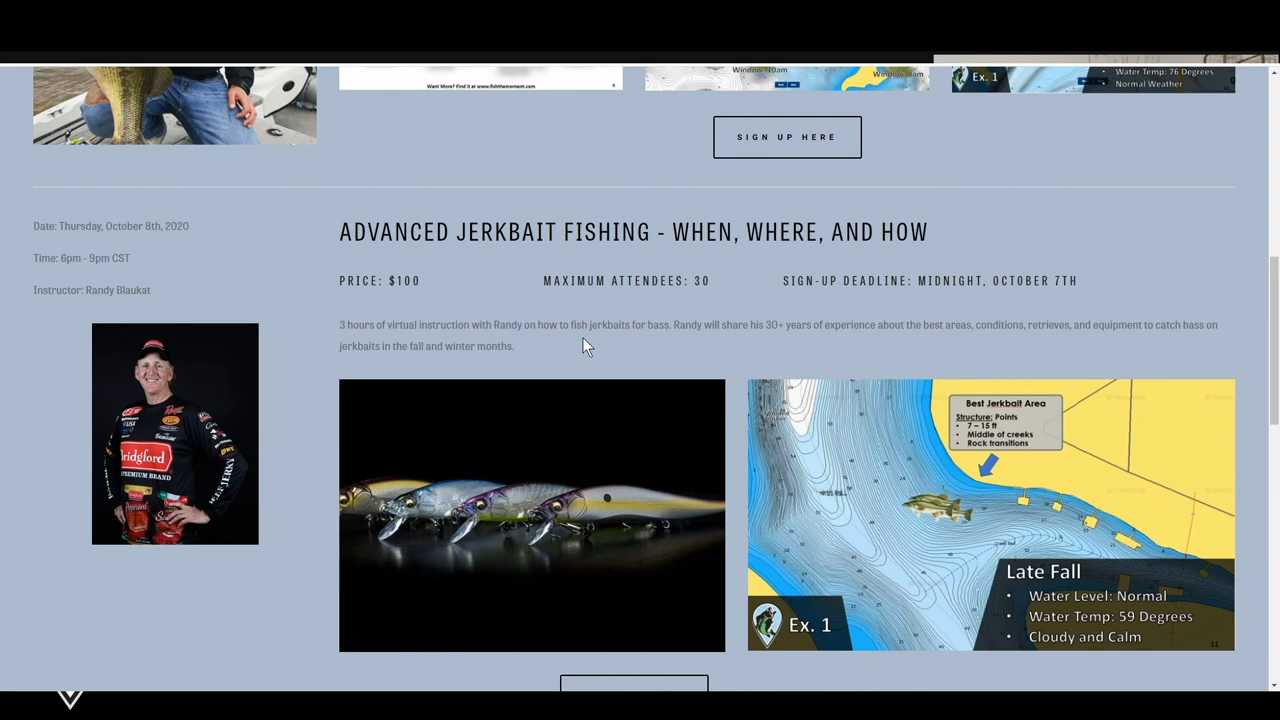 Want More? Find it at www.fishthemoment.com
Ex. 1
• Water Temp: 76 Degrees
• Normal Weather
SIGN UP HERE
Date: Thursday, October 8th, 2020
Time: 6pm - 9pm CST
Instructor: Randy Blaukat
ADVANCED JERKBAIT FISHING - WHEN, WHERE, AND HOW
PRICE: $100
MAXIMUM ATTENDEES: 30
SIGN-UP DEADLINE: MIDNIGHT, OCTOBER 7TH
3 hours of virtual instruction with Randy on how to fish jerkbaits for bass. Randy will share his 30+ years of experience about the best areas, conditions, retrieves, and equipment to catch bass on
jerkbaits in the fall and winter months.
Bridgford
PREMIUM BRAND
BEEF JERKY
Best Jerkbait Area
Structure: Points
• 7 – 15 ft
• Middle of creeks
• Rock transitions
Late Fall
• Water Level: Normal
• Water Temp: 59 Degrees
• Cloudy and Calm
Ex. 1
11